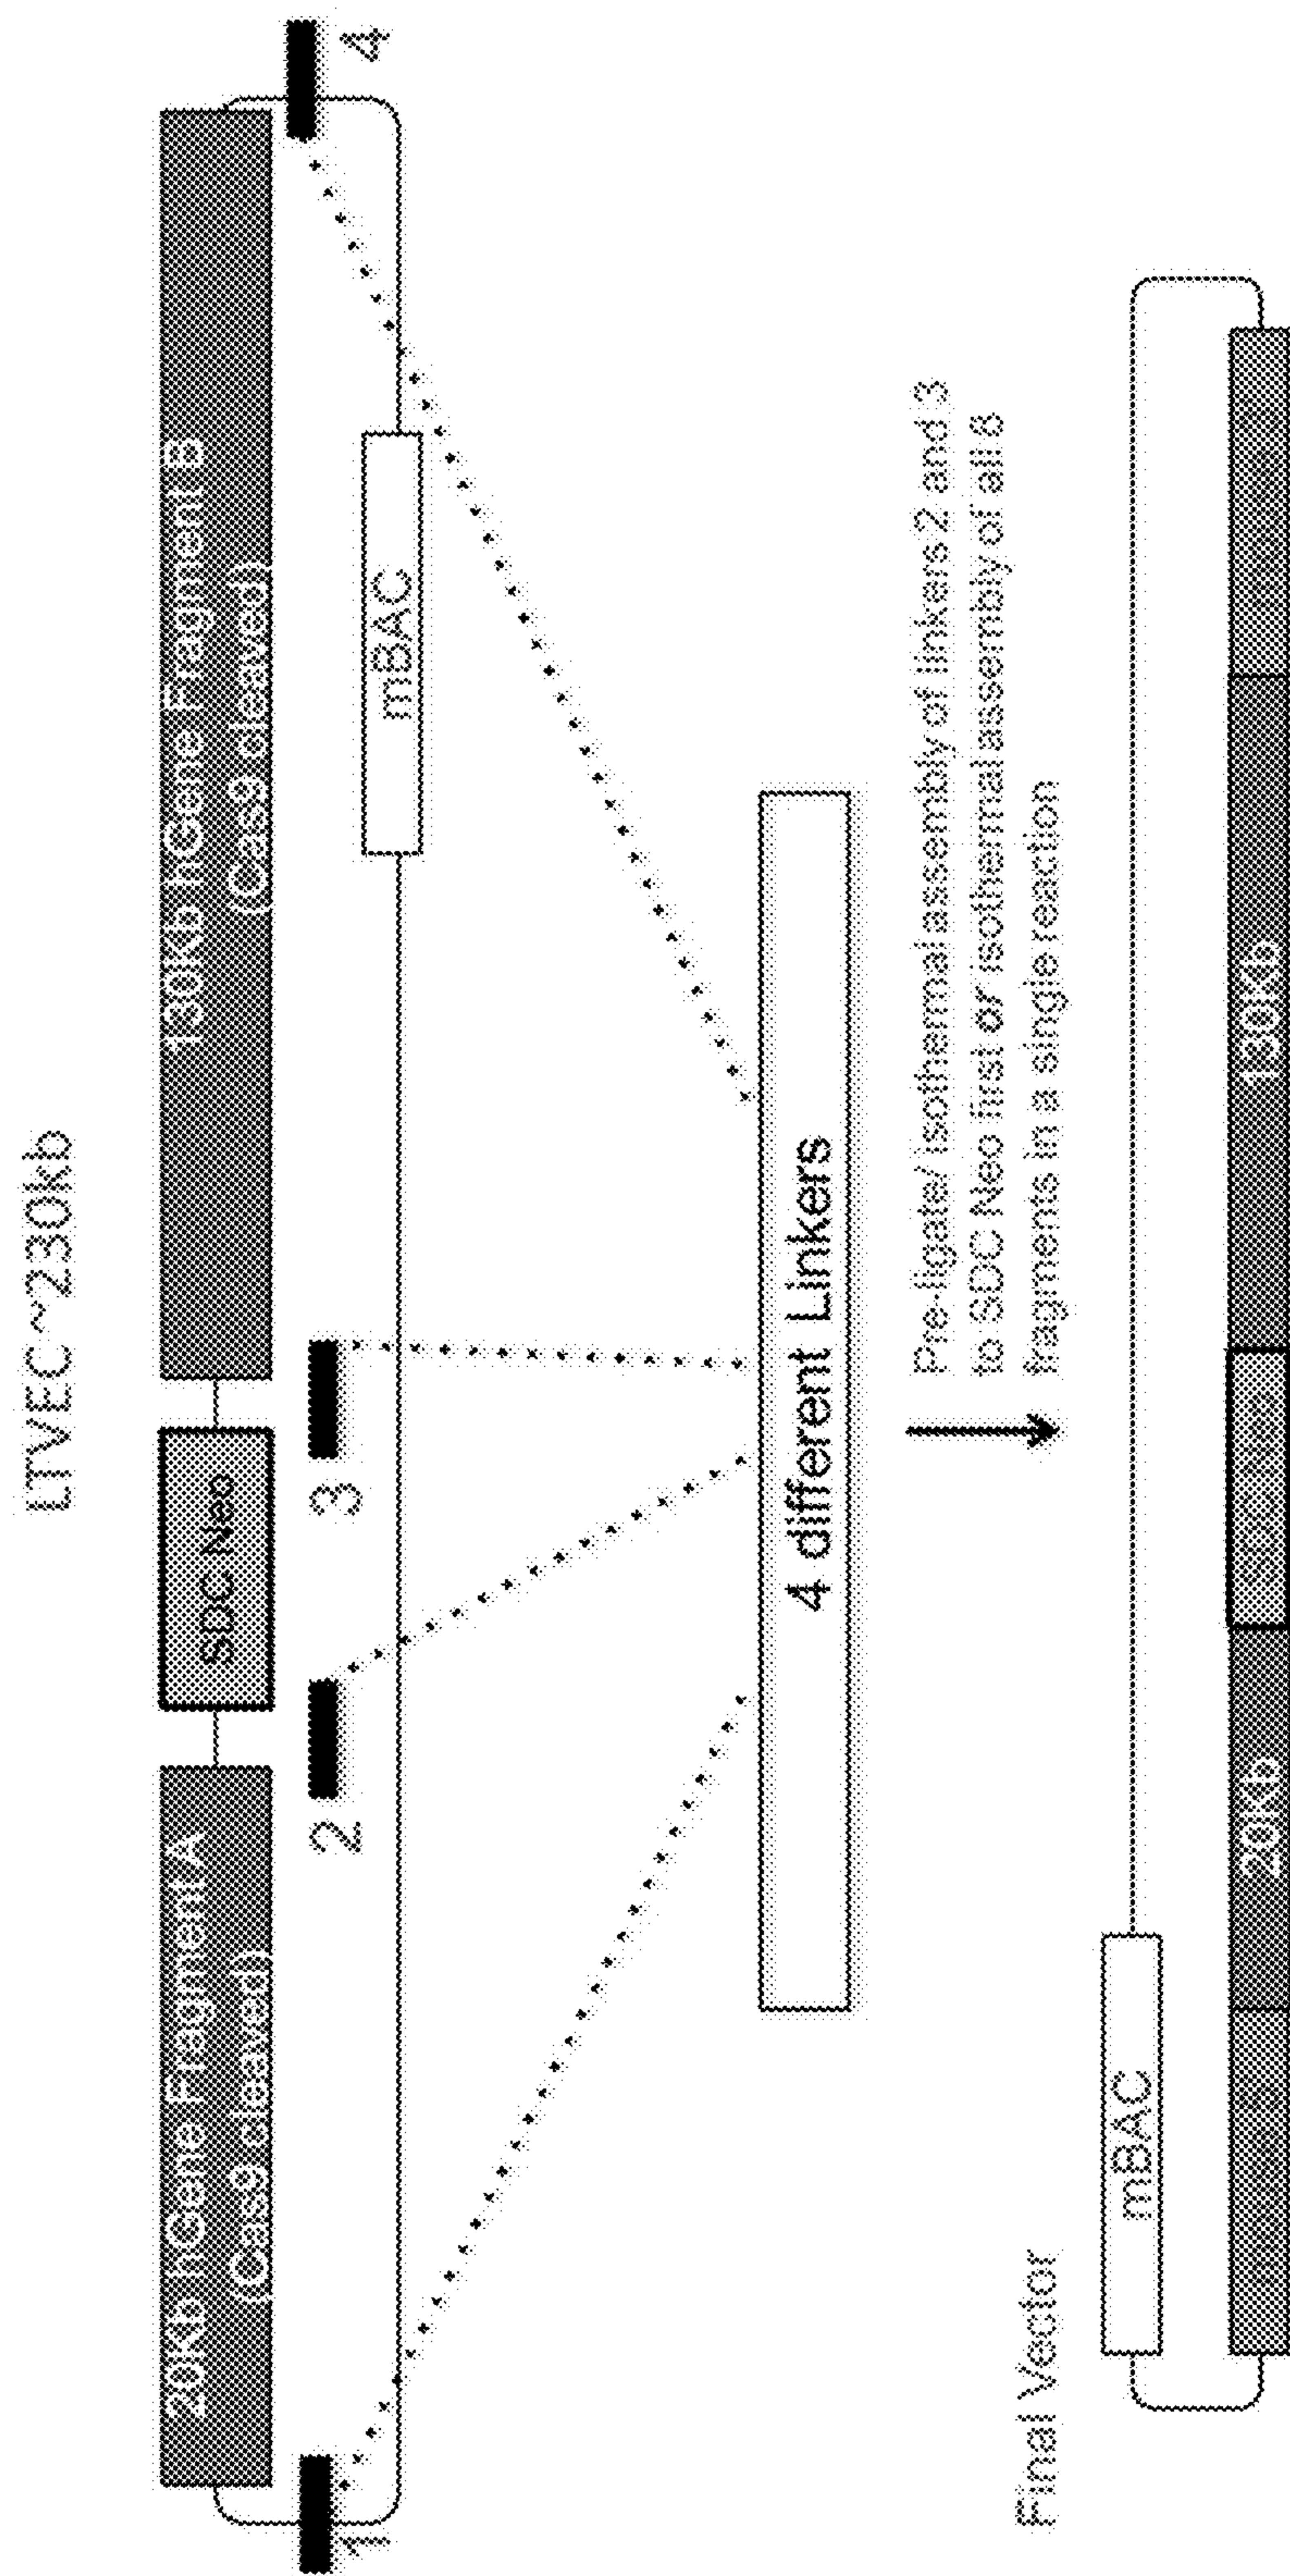 LTVEC ~230kb
20Kb hGene Fragment A
(Cas9 cleaved)
SDC Neo
130Kb hGene Fragment B
(Cas9 cleaved)
1
2
3
4
mBAC
4 different Linkers
Pre-ligate/ isothermal assembly of linkers 2 and 3
to SDC Neo first or isothermal assembly of all 8
fragments in a single reaction
Final Vector
mBAC
20Kb
130Kb